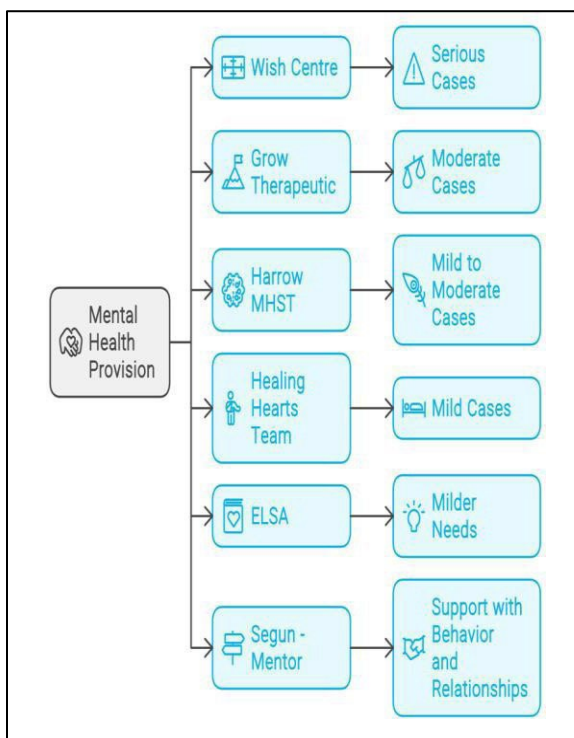 Mental
Health
Provision
Wish Centre
Serious
Cases
Grow
Therapeutic
Moderate
Cases
Harrow
MHST
Mild to
Moderate
Cases
Healing
Hearts
Team
Mild Cases
ELSA
Milder
Needs
Segun -
Mentor
Support with
Behavior
and
Relationships